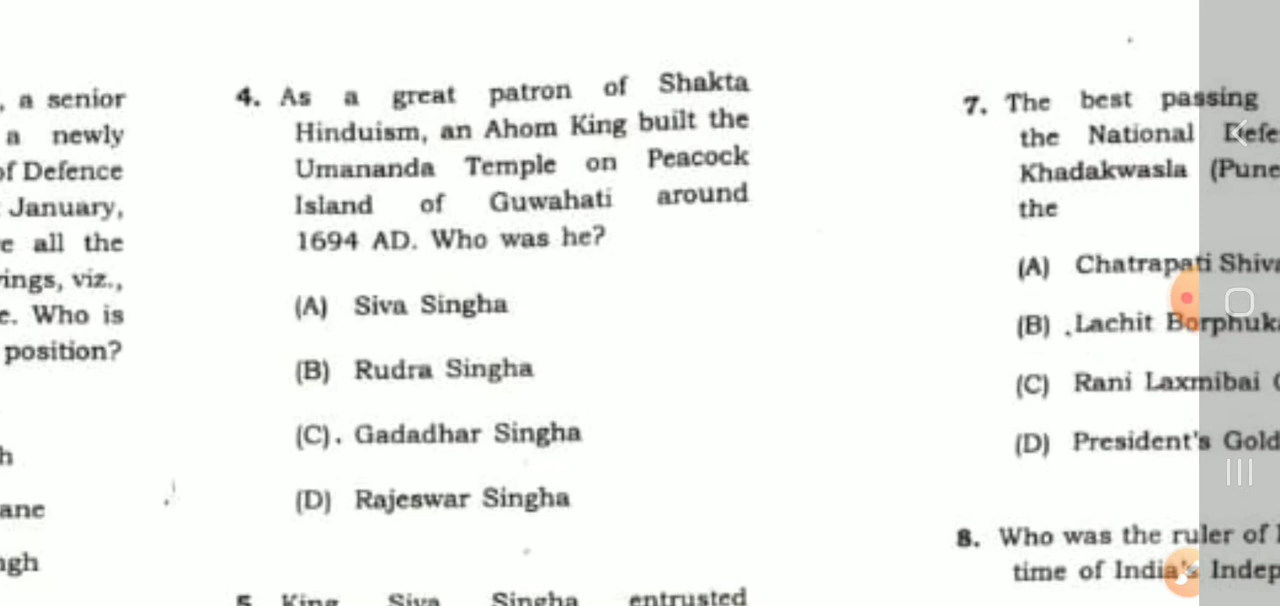 , a senior
a newly
of Defence
January,
e all the
ings, viz.,
e. Who is
position?
h
ane
gh
4. As a great patron of Shakta
Hinduism, an Ahom King built the
Umananda Temple on Peacock
Island of Guwahati around
1694 AD. Who was he?
(A) Siva Singha
(B) Rudra Singha
(C). Gadadhar Singha
(D) Rajeswar Singha
5. King Siva Singha entrusted
7. The best passing
the National Defe
Khadakwasla (Pune
the
(A) Chatrapati Shiva
(B) Lachit Borphuka
(C) Rani Laxmibai
(D) President's Gold
8. Who was the ruler of
time of India's Indep